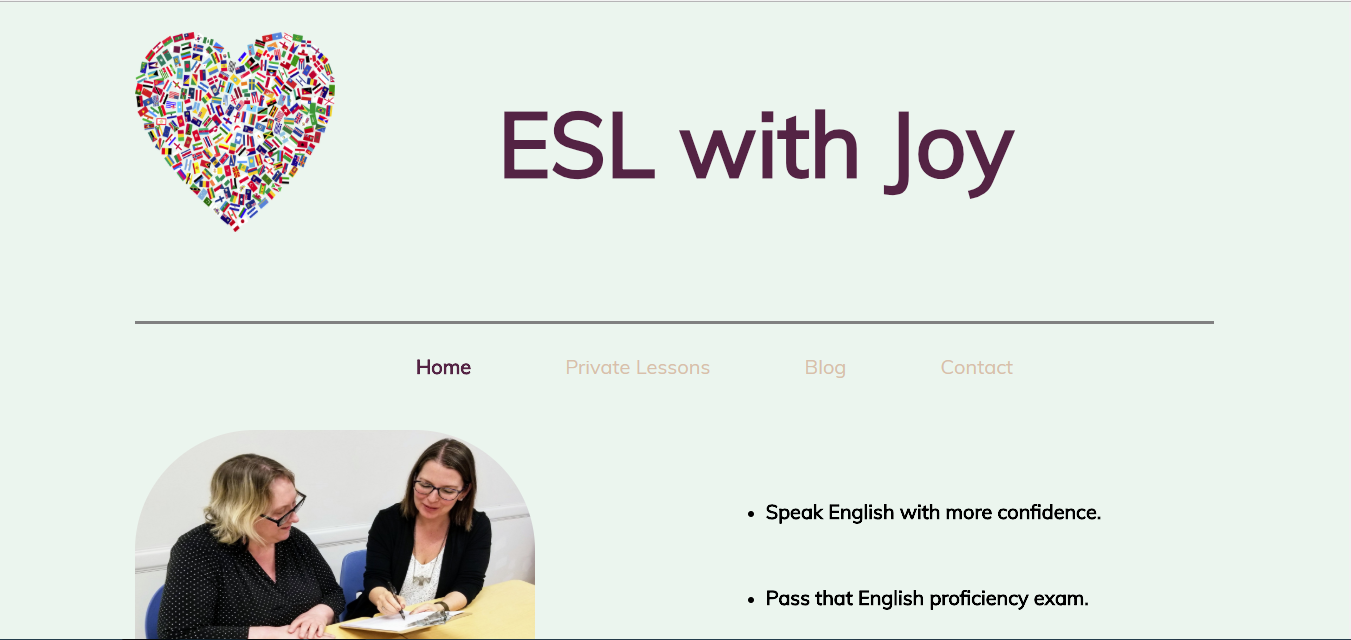 ESL with Joy
Home Private Lessons Blog Contact
• Speak English with more confidence.
• Pass that English proficiency exam.